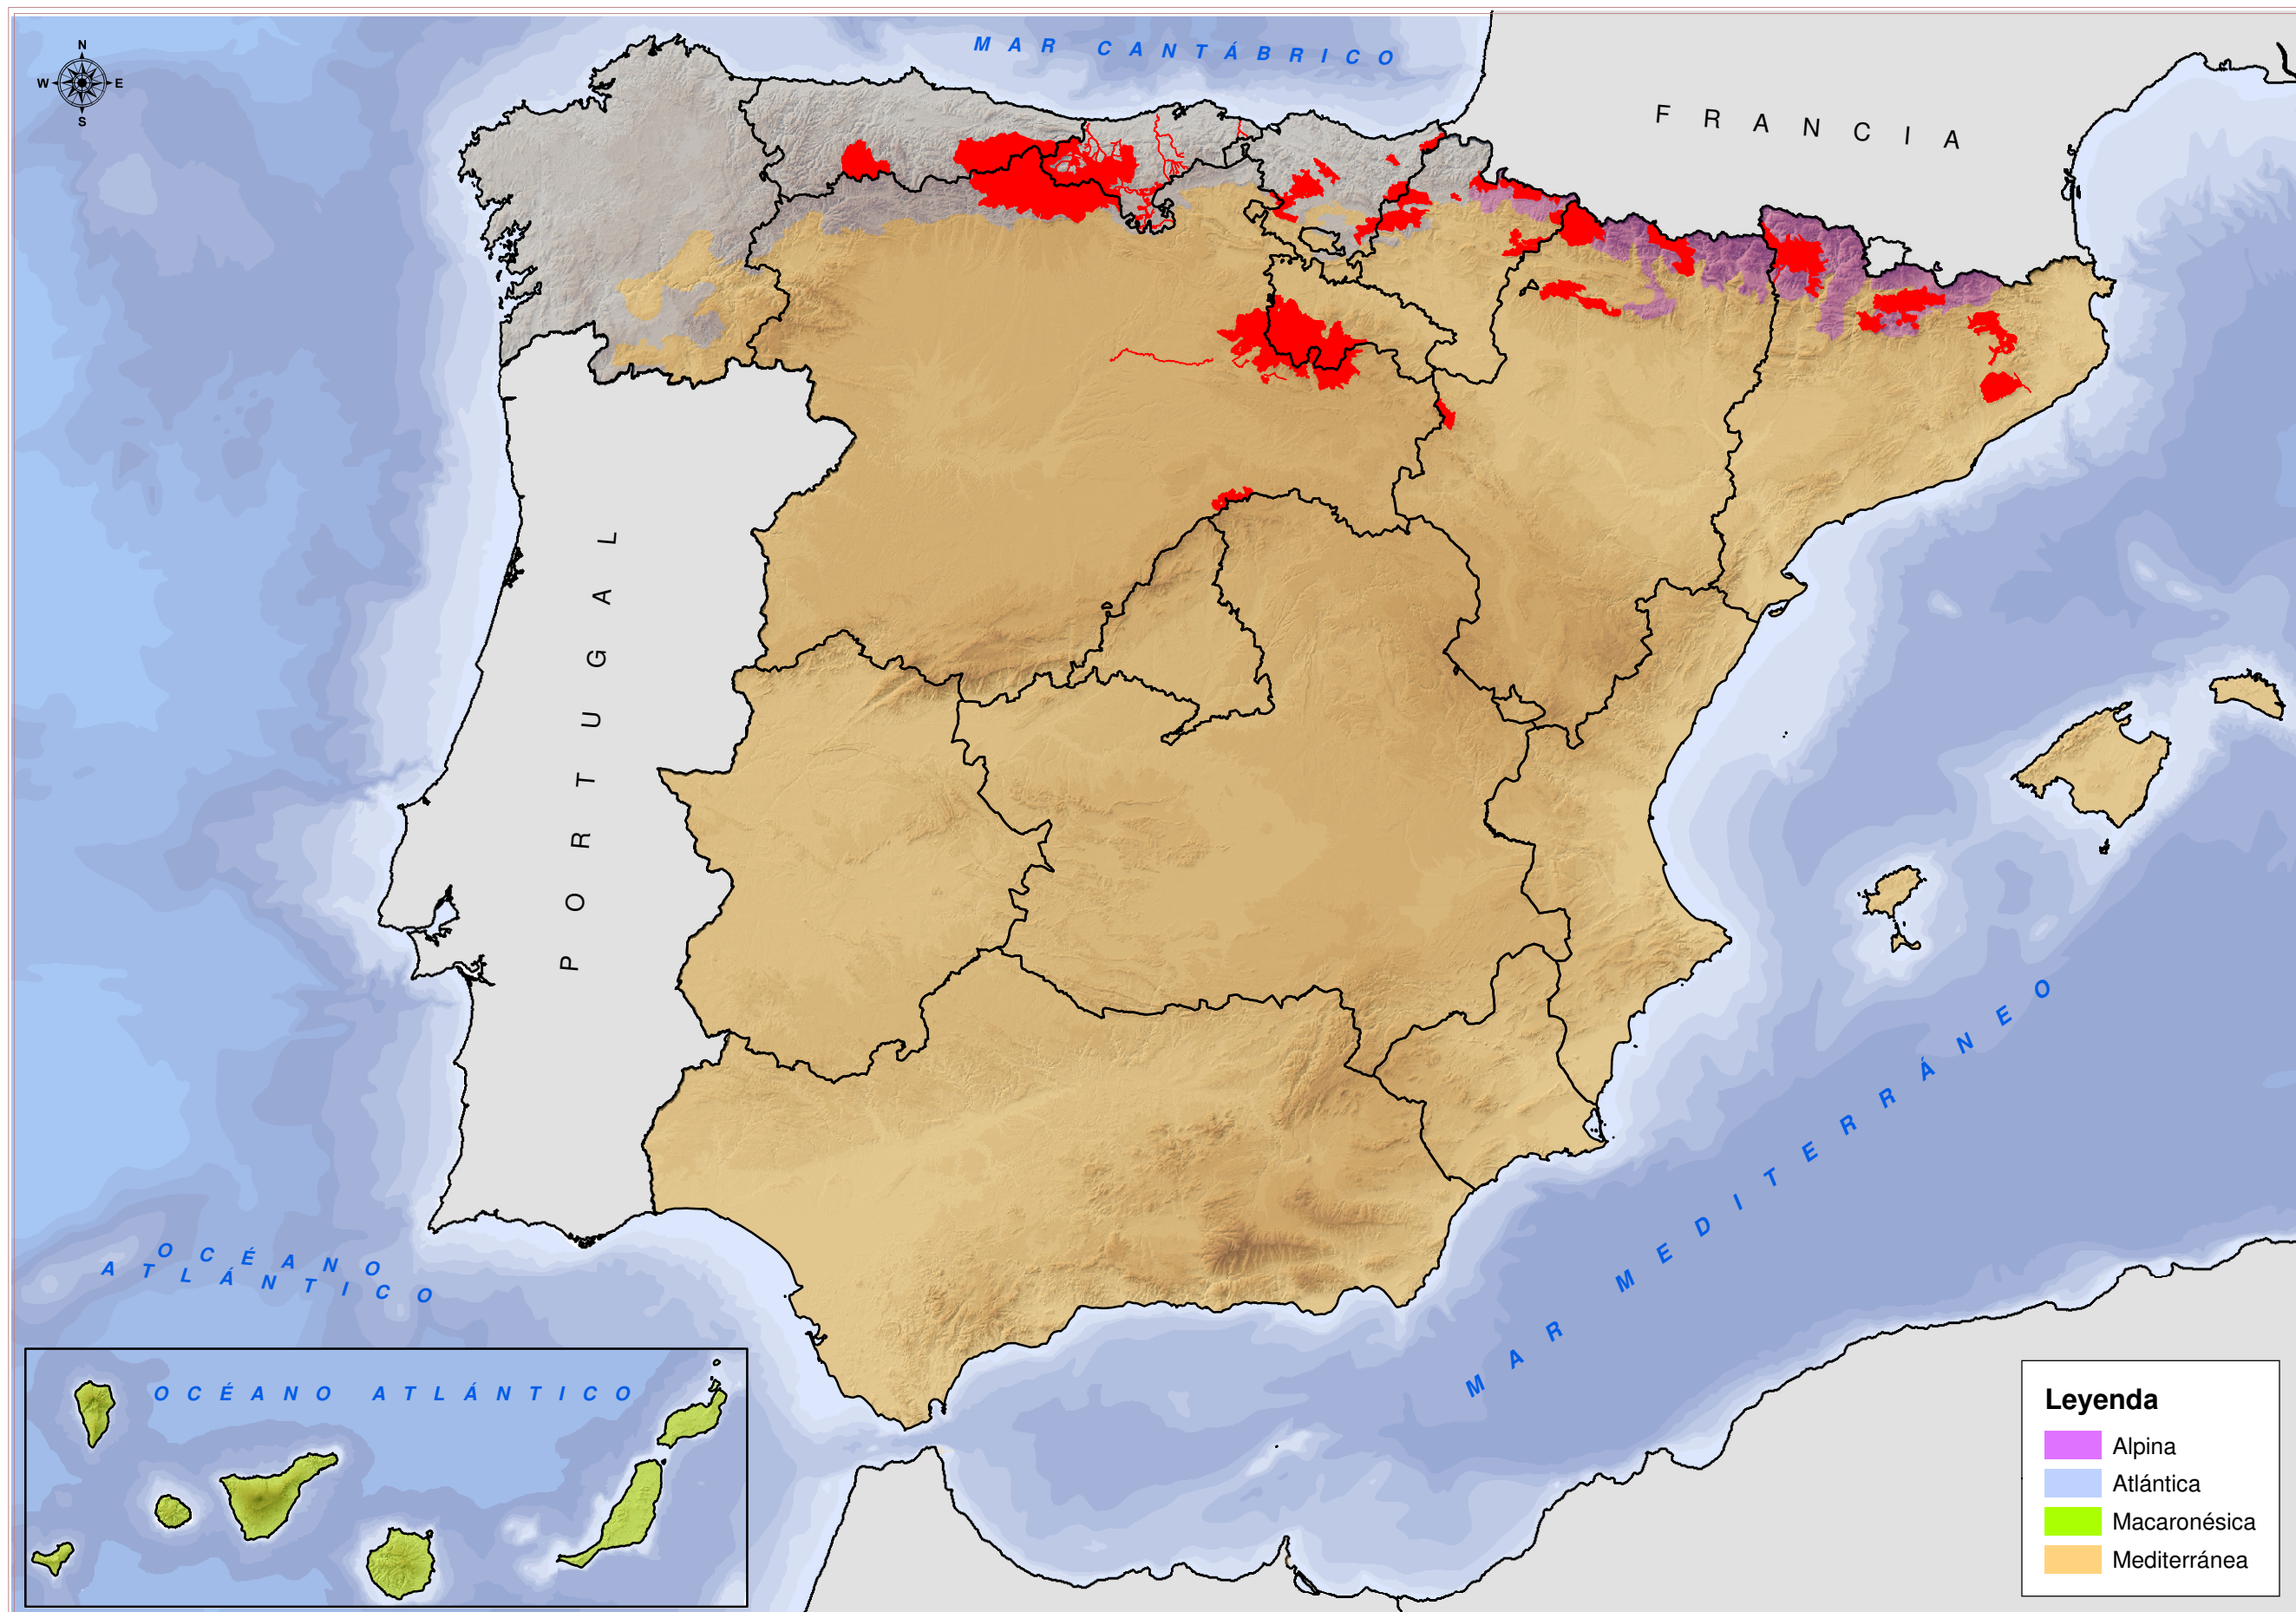 N
W E
S
MAR CANTÁBRICO
FRANCIA
PORTUGAL
OCÉANO
ATLÁNTICO
MAR MEDITERRÁNEO
OCÉANO ATLÁNTICO
Leyenda
Alpina
Atlántica
Macaronésica
Mediterránea